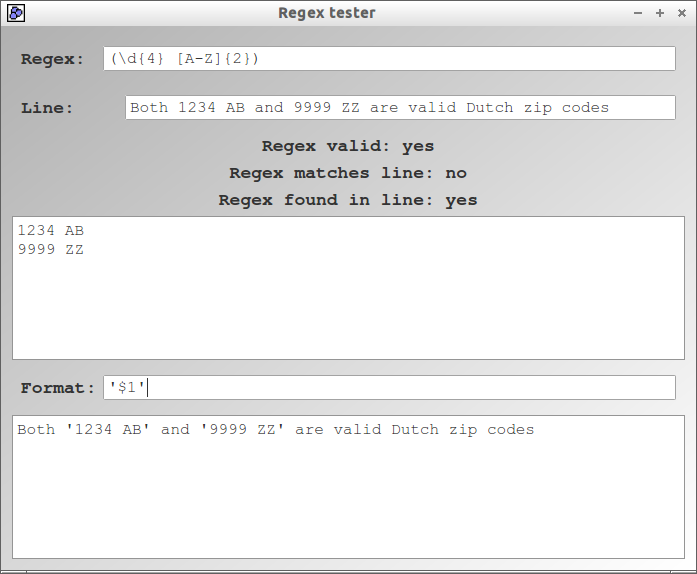 Regex tester
Regex: (\d{4} [A-Z]{2})
Line: Both 1234 AB and 9999 ZZ are valid Dutch zip codes
Regex valid: yes
Regex matches line: no
Regex found in line: yes
1234 AB
9999 ZZ
Format: '$1'
Both '1234 AB' and '9999 ZZ' are valid Dutch zip codes